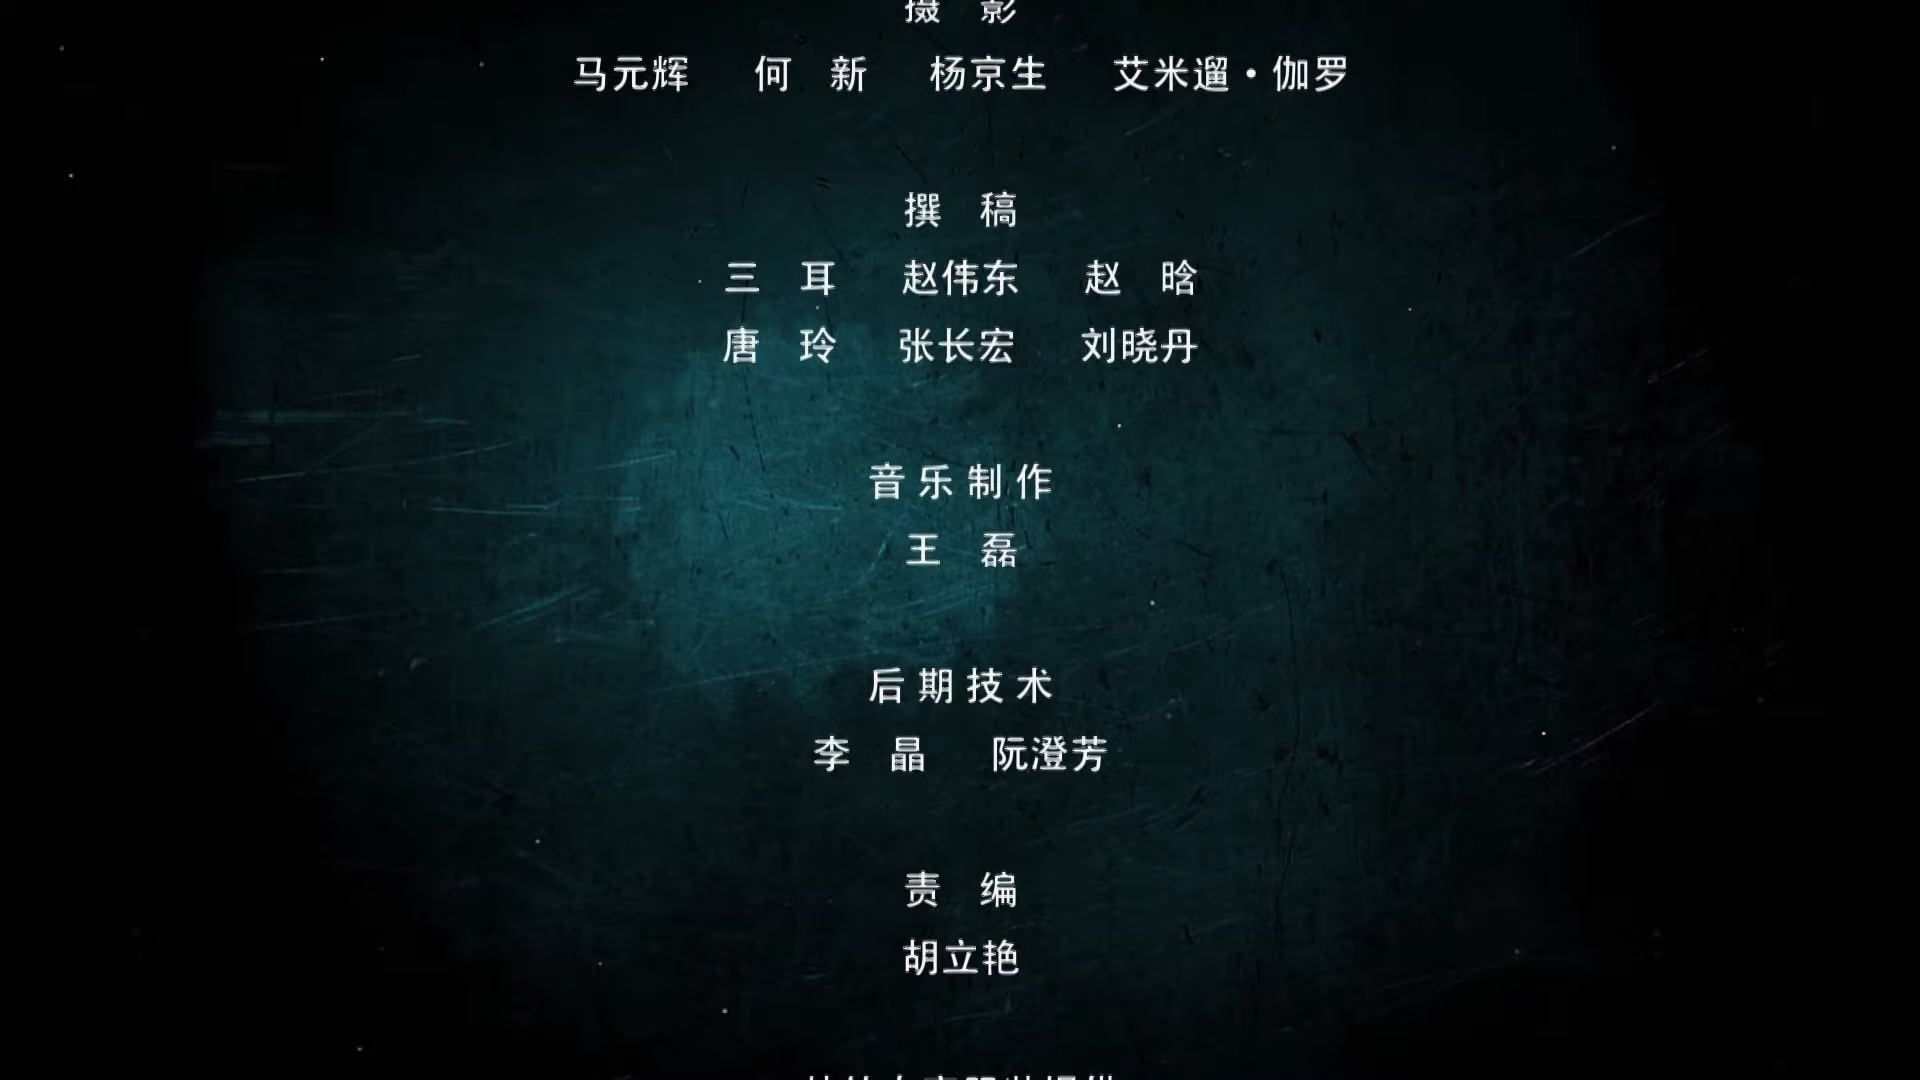 摄 影
马元辉 何 新 杨京生 艾米遛·伽罗
撰 稿
三 耳 赵伟东 赵 晗
唐 玲 张长宏 刘晓丹
音乐制作
王 磊
后期技术
李 晶 阮澄芳
责 编
胡立艳